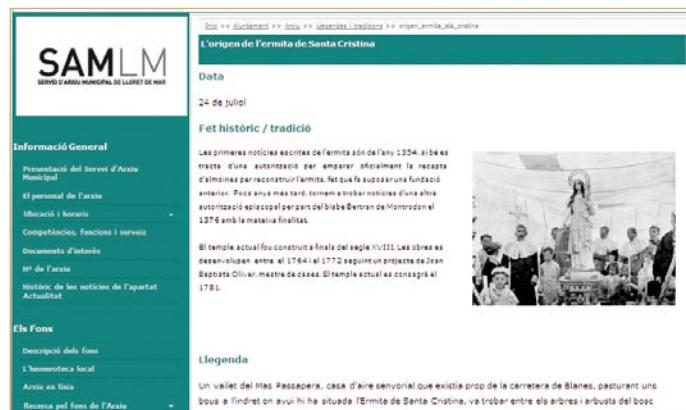 SAMLM
SERVEI D'ARXIU MUNICIPAL DE LLORET DE MAR
Informació General
Presentació del Servei d'Arxiu
Municipal
El personal de l'arxiu
Ubicació i horaris
Competències, funcions i serveis
Documents d'interès
Hª de l'arxiu
Històric de les notícies de l'apartat
Actualitat
Els Fons
Descripció dels fons
L'hemeroteca local
Arxiu en línia
Recerca pel fons de l'Arxiu
Inici >> Ajuntament >> Arxiu >> Llegendes i tradicions >> origen_ermita_sta_cristina
L'origen de l'ermita de Santa Cristina
Data
24 de juliol
Fet històric / tradició
Les primeres notícies escrites de l'ermita són de l'any 1354, si bé es
tracta d'una autorització per emparar oficialment la recapta
d'almoines per reconstruir l'ermita, fet que fa suposar una fundació
anterior. Pocs anys més tard, tornem a trobar notícies d'una altra
autorització episcopal per part del bisbe Bertran de Montrodon el
1376 amb la mateixa finalitat.
El temple actual fou construït a finals del segle XVIII. Les obres es
desenvolupen entre el 1764 i el 1772 seguint un projecte de Joan
Baptista Oliver, mestre de cases. El temple actual es consagrà el
1781.
Llegenda
Un vailet del Mas Passapera, casa d'aire senyorial que existia prop de la carretera de Blanes, pasturant uns
bous a l'indret on avui hi ha situada l'Ermita de Santa Cristina, va trobar entre els arbres i arbusts del bosc